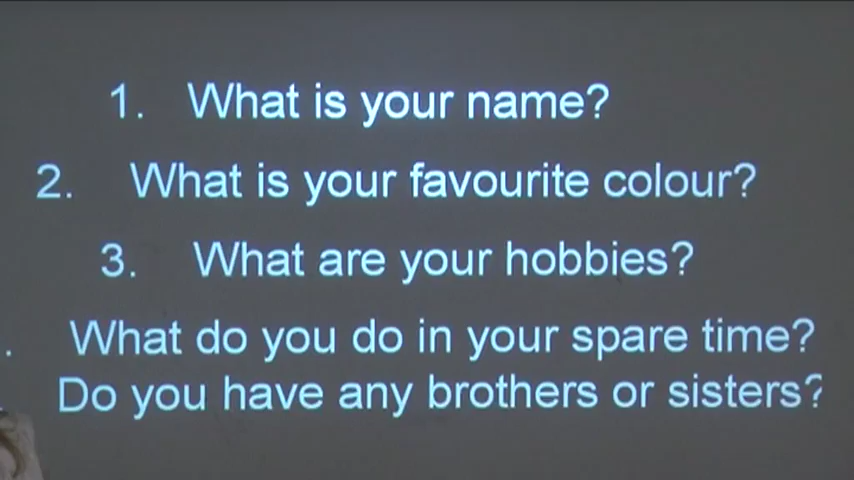 1. What is your name?
2. What is your favourite colour?
3. What are your hobbies?
. What do you do in your spare time?
Do you have any brothers or sisters?